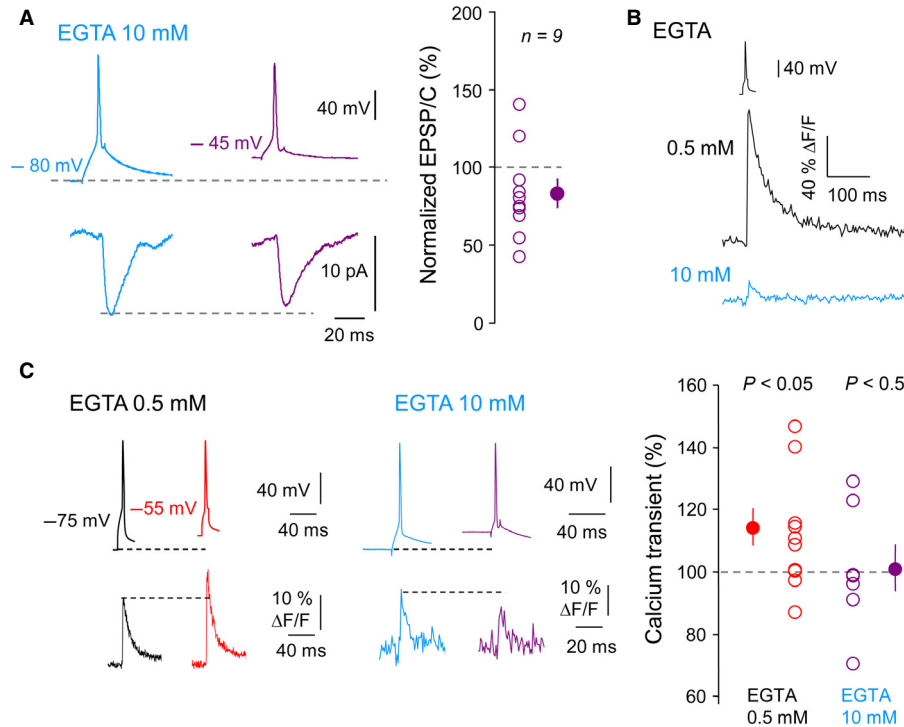 A
EGTA 10 mM
– 80 mV
– 45 mV
40 mV
10 pA
20 ms
Normalized EPSP/C (%)
200
150
100
50
0
n = 9
B
EGTA
40 mV
0.5 mM
40 % ΔF/F
100 ms
10 mM
C
EGTA 0.5 mM
–75 mV
–55 mV
40 mV
40 ms
10 %
ΔF/F
40 ms
EGTA 10 mM
40 mV
40 ms
10 %
ΔF/F
20 ms
Calcium transient (%)
160
140
120
100
80
60
P < 0.05
P < 0.5
EGTA
0.5 mM
EGTA
10 mM